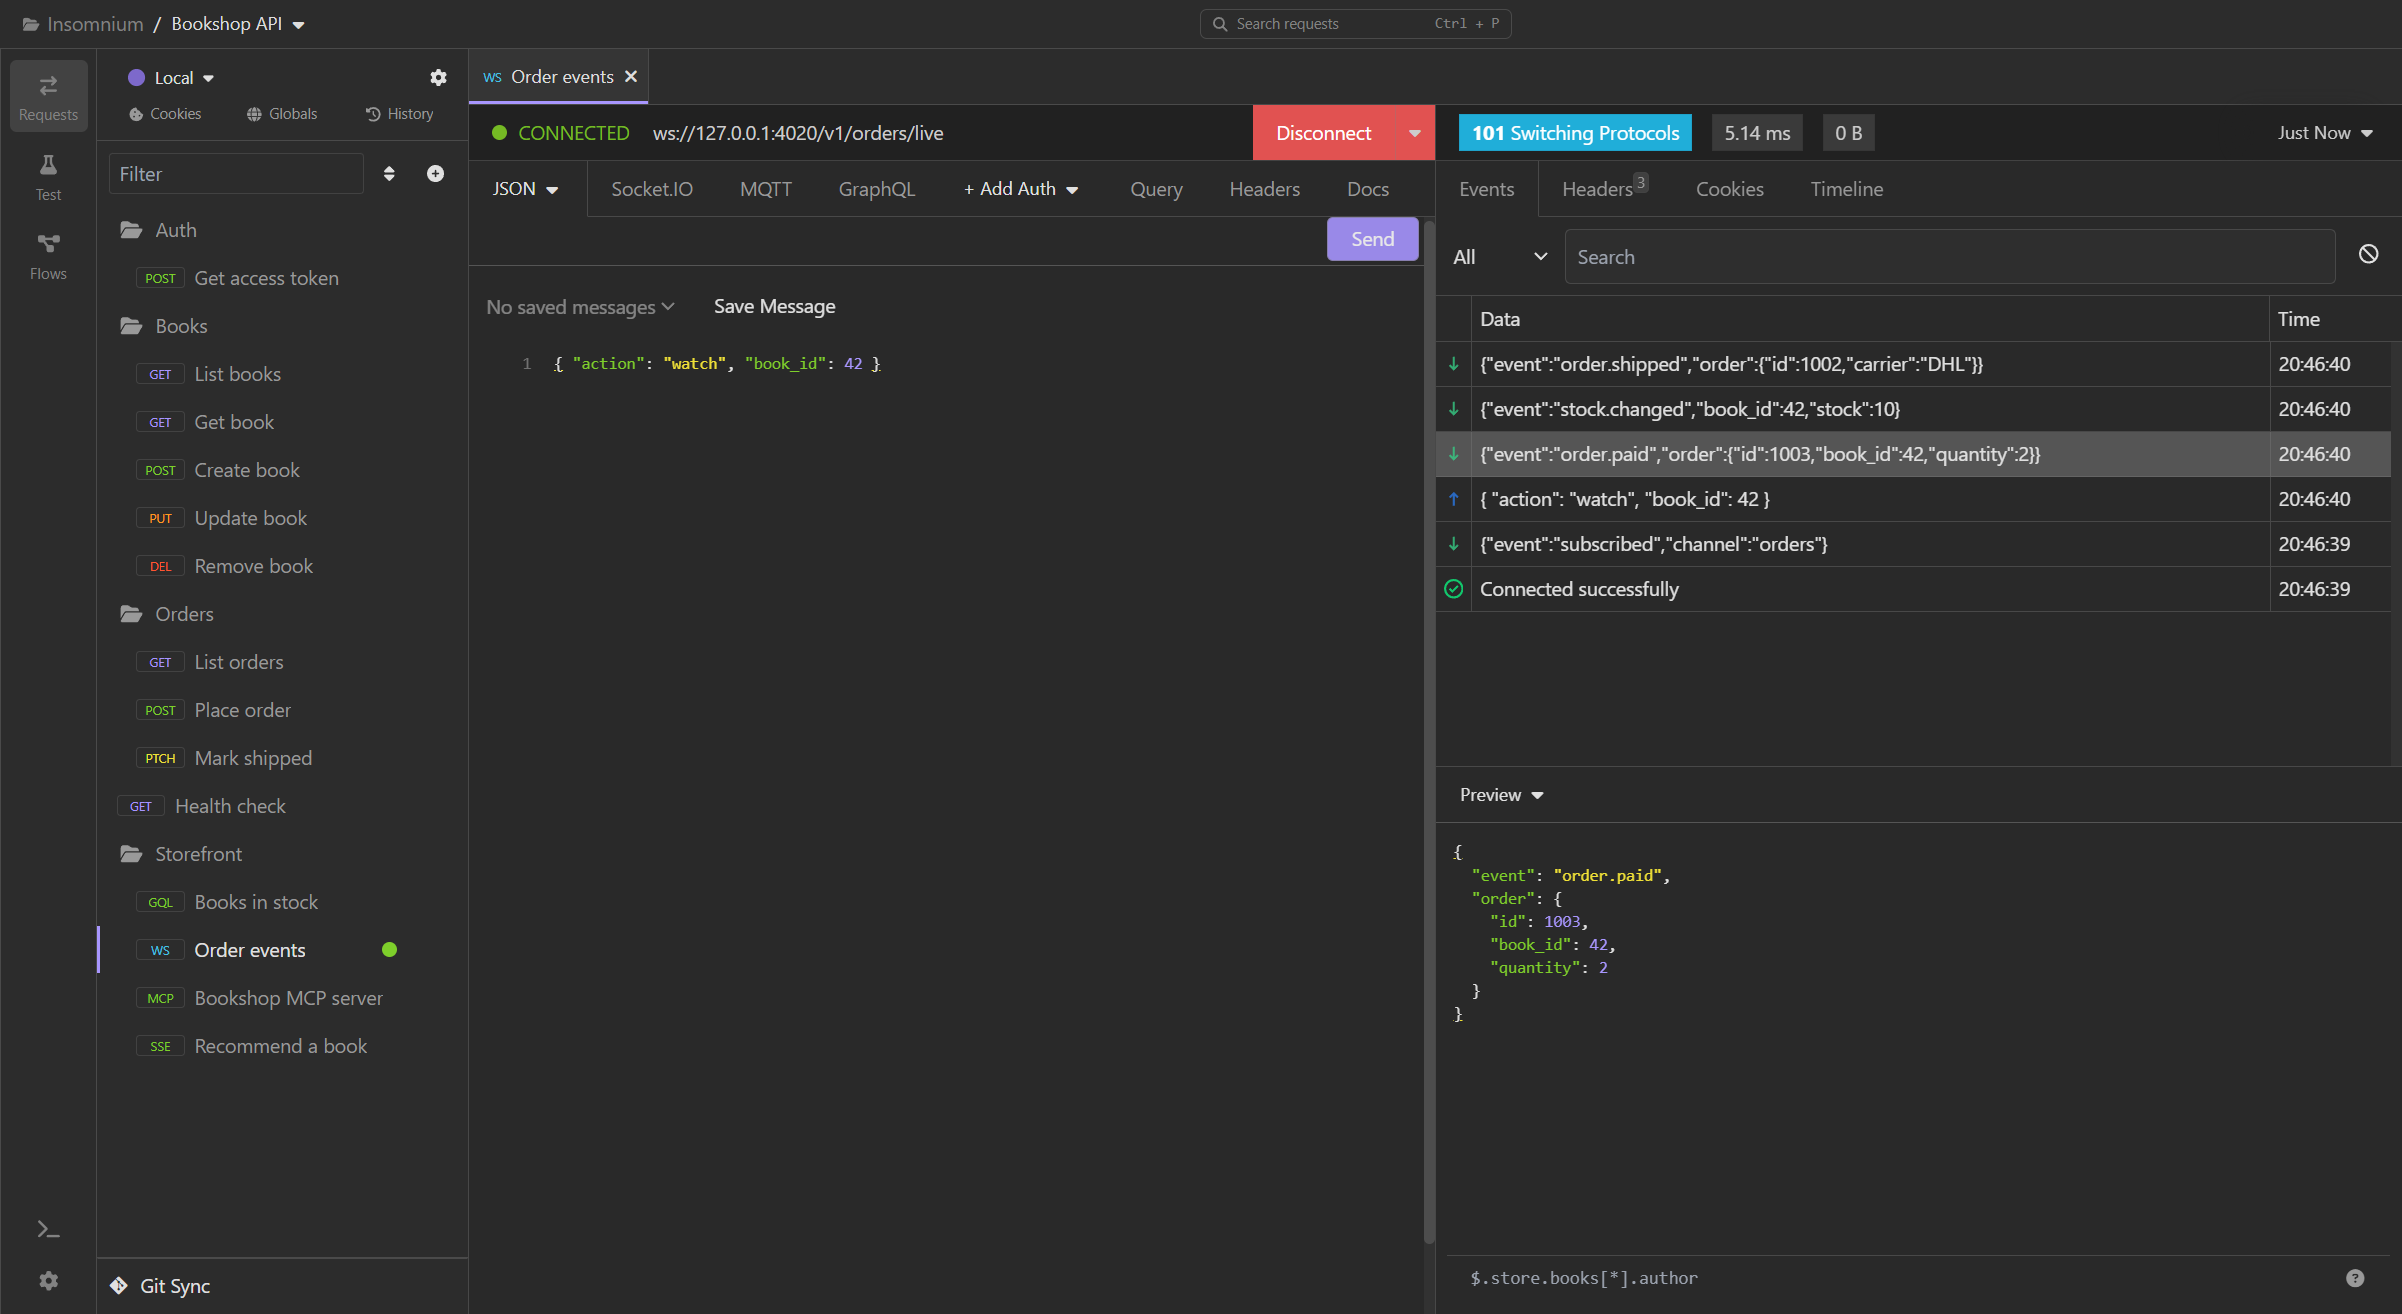 Insomnium / Bookshop API
Search requests Ctrl + P
Requests
Test
Flows
Local
Cookies Globals History
Filter
Auth
POST Get access token
Books
GET List books
GET Get book
POST Create book
PUT Update book
DEL Remove book
Orders
GET List orders
POST Place order
PTCH Mark shipped
GET Health check
Storefront
GQL Books in stock
WS Order events
MCP Bookshop MCP server
SSE Recommend a book
Git Sync
WS Order events
CONNECTED ws://127.0.0.1:4020/v1/orders/live Disconnect
JSON Socket.IO MQTT GraphQL + Add Auth Query Headers Docs
Send
No saved messages Save Message
1 { "action": "watch", "book_id": 42 }
101 Switching Protocols 5.14 ms 0 B Just Now
Events Headers 3 Cookies Timeline
All Search
Data Time
{"event":"order.shipped","order":{"id":1002,"carrier":"DHL"}} 20:46:40
{"event":"stock.changed","book_id":42,"stock":10} 20:46:40
{"event":"order.paid","order":{"id":1003,"book_id":42,"quantity":2}} 20:46:40
{ "action": "watch", "book_id": 42 } 20:46:40
{"event":"subscribed","channel":"orders"} 20:46:39
Connected successfully 20:46:39
Preview
{
"event": "order.paid",
"order": {
"id": 1003,
"book_id": 42,
"quantity": 2
}
}
$.store.books[*].author